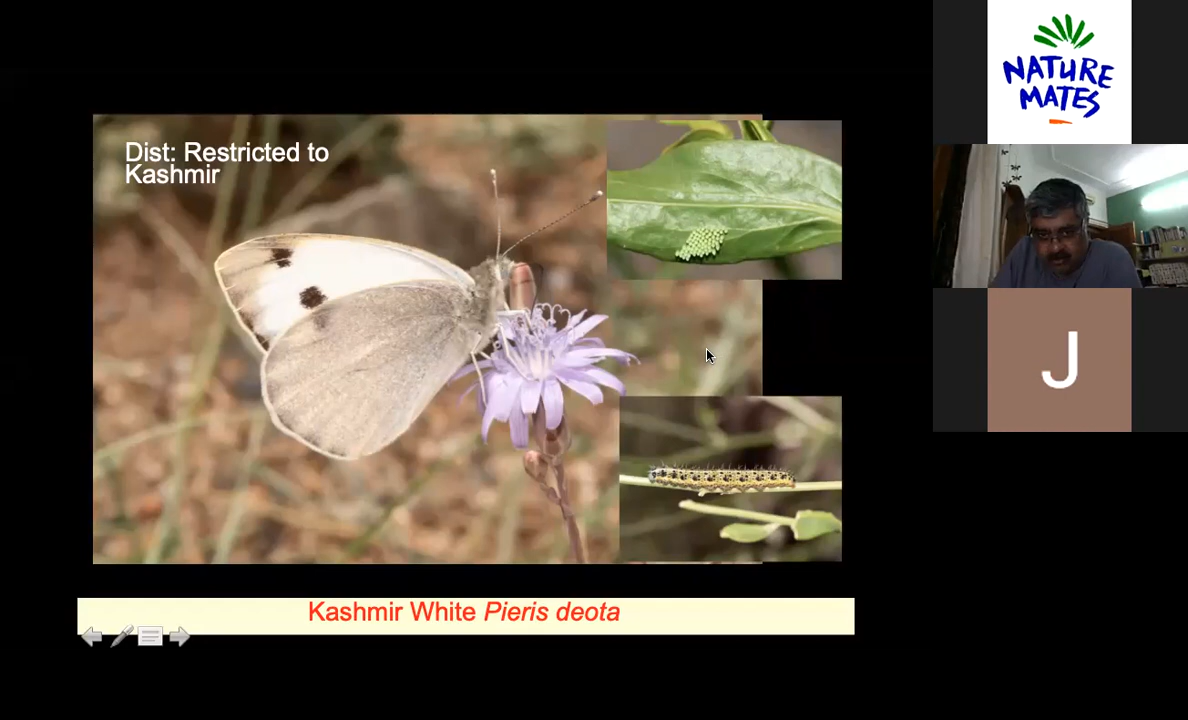 Dist: Restricted to
Kashmir
Kashmir White Pieris deota
NATURE
MATES
J